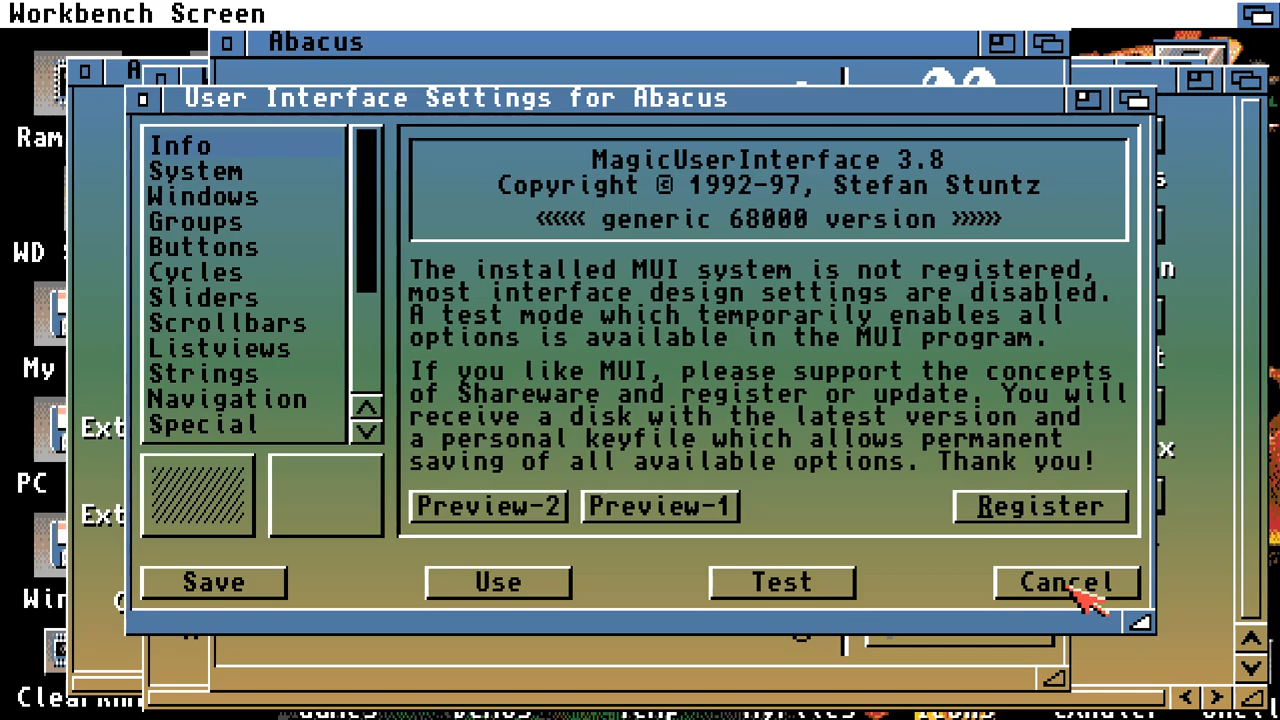 Workbench Screen
Abacus
User Interface Settings for Abacus
Info
System
Windows
Groups
Buttons
Cycles
Sliders
Scrollbars
Listviews
Strings
Navigation
Special
MagicUserInterface 3.8
Copyright © 1992-97, Stefan Stuntz
<<<<<< generic 68000 version >>>>>>
The installed MUI system is not registered,
most interface design settings are disabled.
A test mode which temporarily enables all
options is available in the MUI program.
If you like MUI, please support the concepts
of Shareware and register or update. You will
receive a disk with the latest version and
a personal keyfile which allows permanent
saving of all available options. Thank you!
Preview-2
Preview-1
Register
Save
Use
Test
Cancel
Ram
WD
My
Ext
PC
Ext
Win